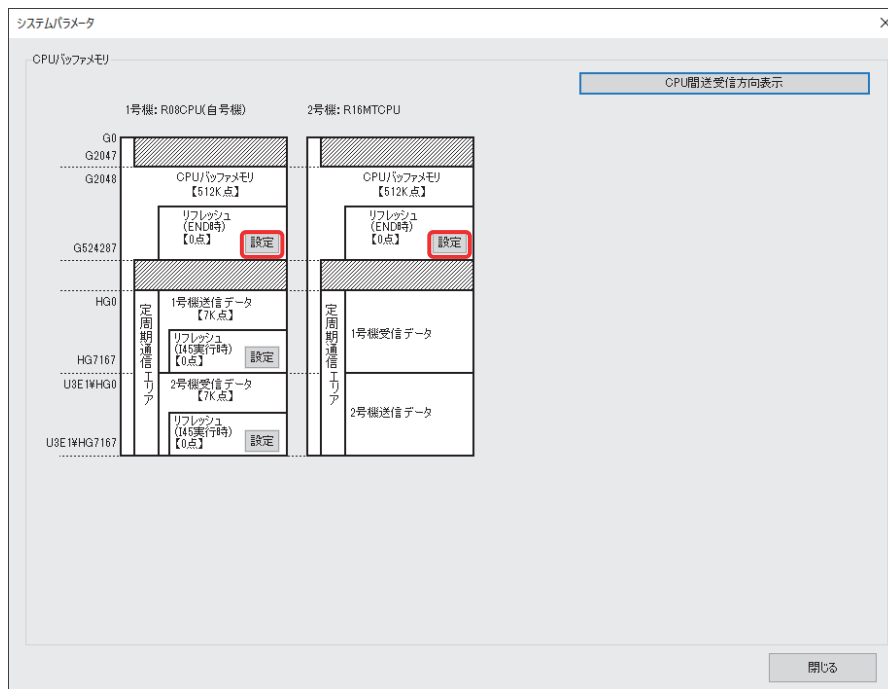 システムパラメータ
CPUバッファメモリ
CPU間送受信方向表示
1号機: R08CPU(自号機)
2号機: R16MTCPU
G0
G2047
G2048
CPUバッファメモリ
【512K点】
CPUバッファメモリ
【512K点】
リフレッシュ
(END時)
【0点】
設定
リフレッシュ
(END時)
【0点】
設定
G524287
HG0
定周期通信エリア
1号機送信データ
【7K点】
リフレッシュ
(I45実行時)
【0点】
設定
定周期通信エリア
1号機受信データ
HG7167
U3E1¥HG0
2号機受信データ
【7K点】
リフレッシュ
(I45実行時)
【0点】
設定
2号機送信データ
U3E1¥HG7167
閉じる